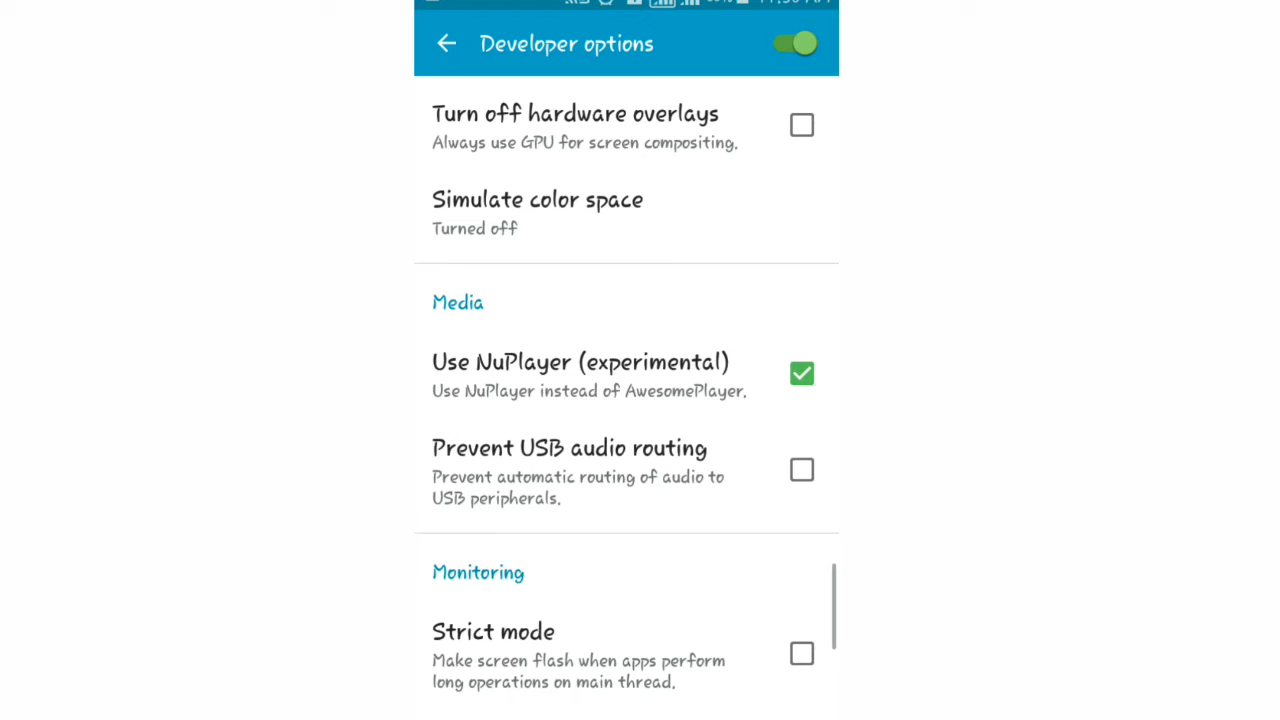 Developer options
Turn off hardware overlays
Always use GPU for screen compositing.
Simulate color space
Turned off
Media
Use NuPlayer (experimental)
Use NuPlayer instead of AwesomePlayer.
Prevent USB audio routing
Prevent automatic routing of audio to
USB peripherals.
Monitoring
Strict mode
Make screen flash when apps perform
long operations on main thread.